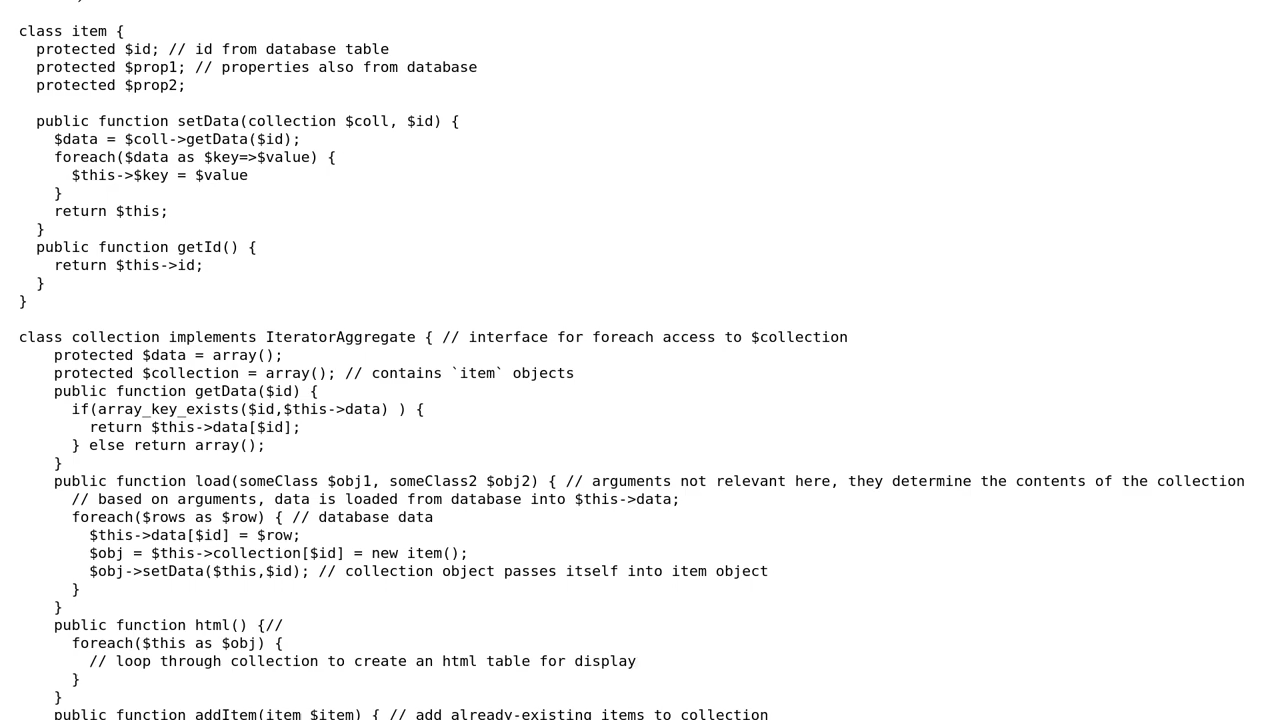 class item {
  protected $id; // id from database table
  protected $prop1; // properties also from database
  protected $prop2;

  public function setData(collection $coll, $id) {
    $data = $coll->getData($id);
    foreach($data as $key=>$value) {
      $this->$key = $value
    }
    return $this;
  }
  public function getId() {
    return $this->id;
  }
}

class collection implements IteratorAggregate { // interface for foreach access to $collection
    protected $data = array();
    protected $collection = array(); // contains `item` objects
    public function getData($id) {
      if(array_key_exists($id,$this->data) ) {
        return $this->data[$id];
      } else return array();
    }
    public function load(someClass $obj1, someClass2 $obj2) { // arguments not relevant here, they determine the contents of the collection
      // based on arguments, data is loaded from database into $this->data;
      foreach($rows as $row) { // database data
        $this->data[$id] = $row;
        $obj = $this->collection[$id] = new item();
        $obj->setData($this,$id); // collection object passes itself into item object
      }
    }
    public function html() {//
      foreach($this as $obj) {
        // loop through collection to create an html table for display
      }
    }
    public function addItem(item $item) { // add already-existing items to collection